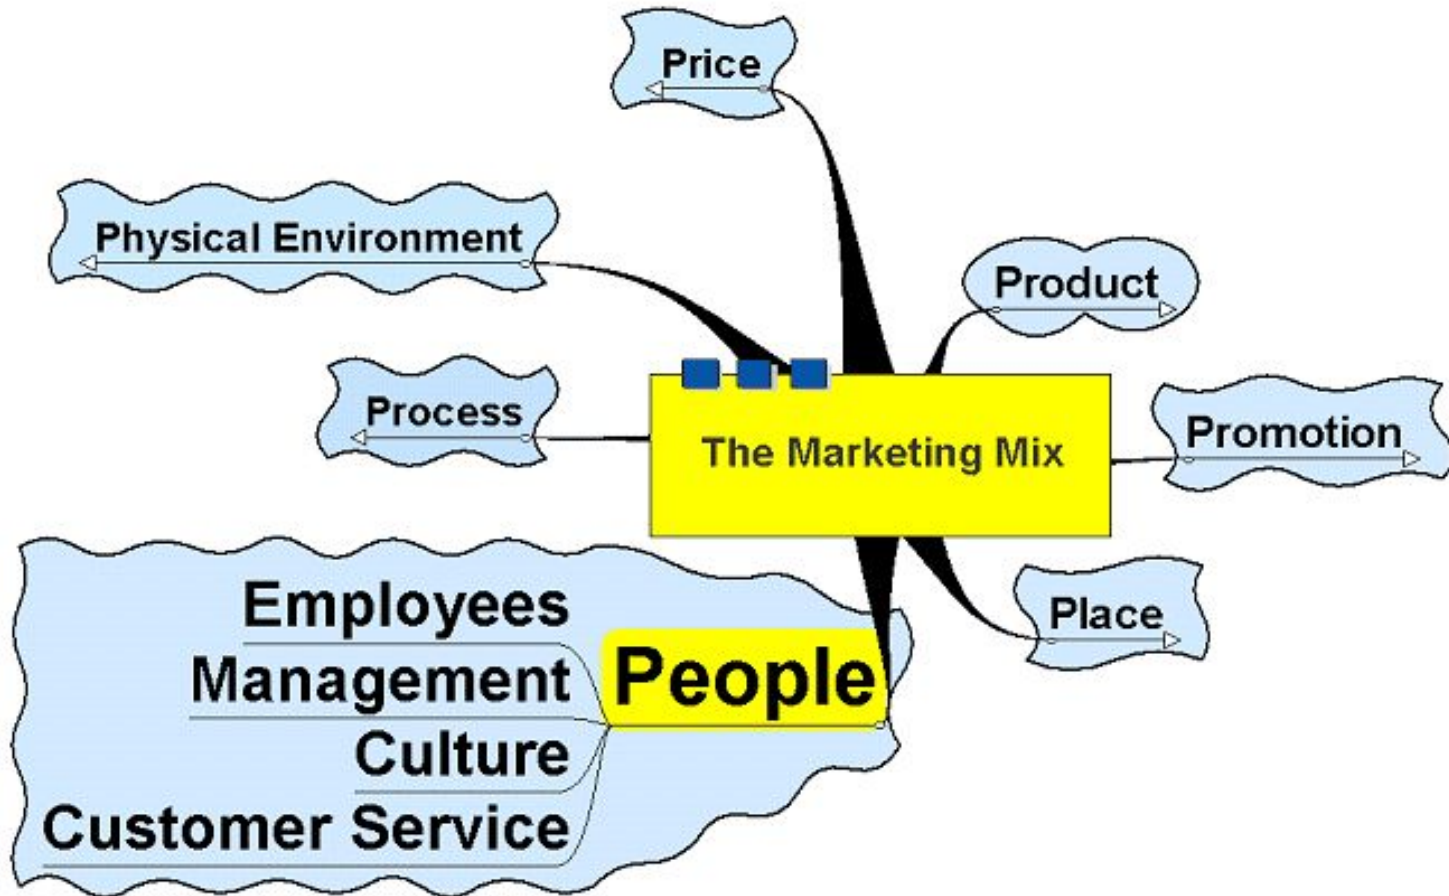 Price
Physical Environment
Product
Process
The Marketing Mix
Promotion
Place
People
Employees
Management
Culture
Customer Service